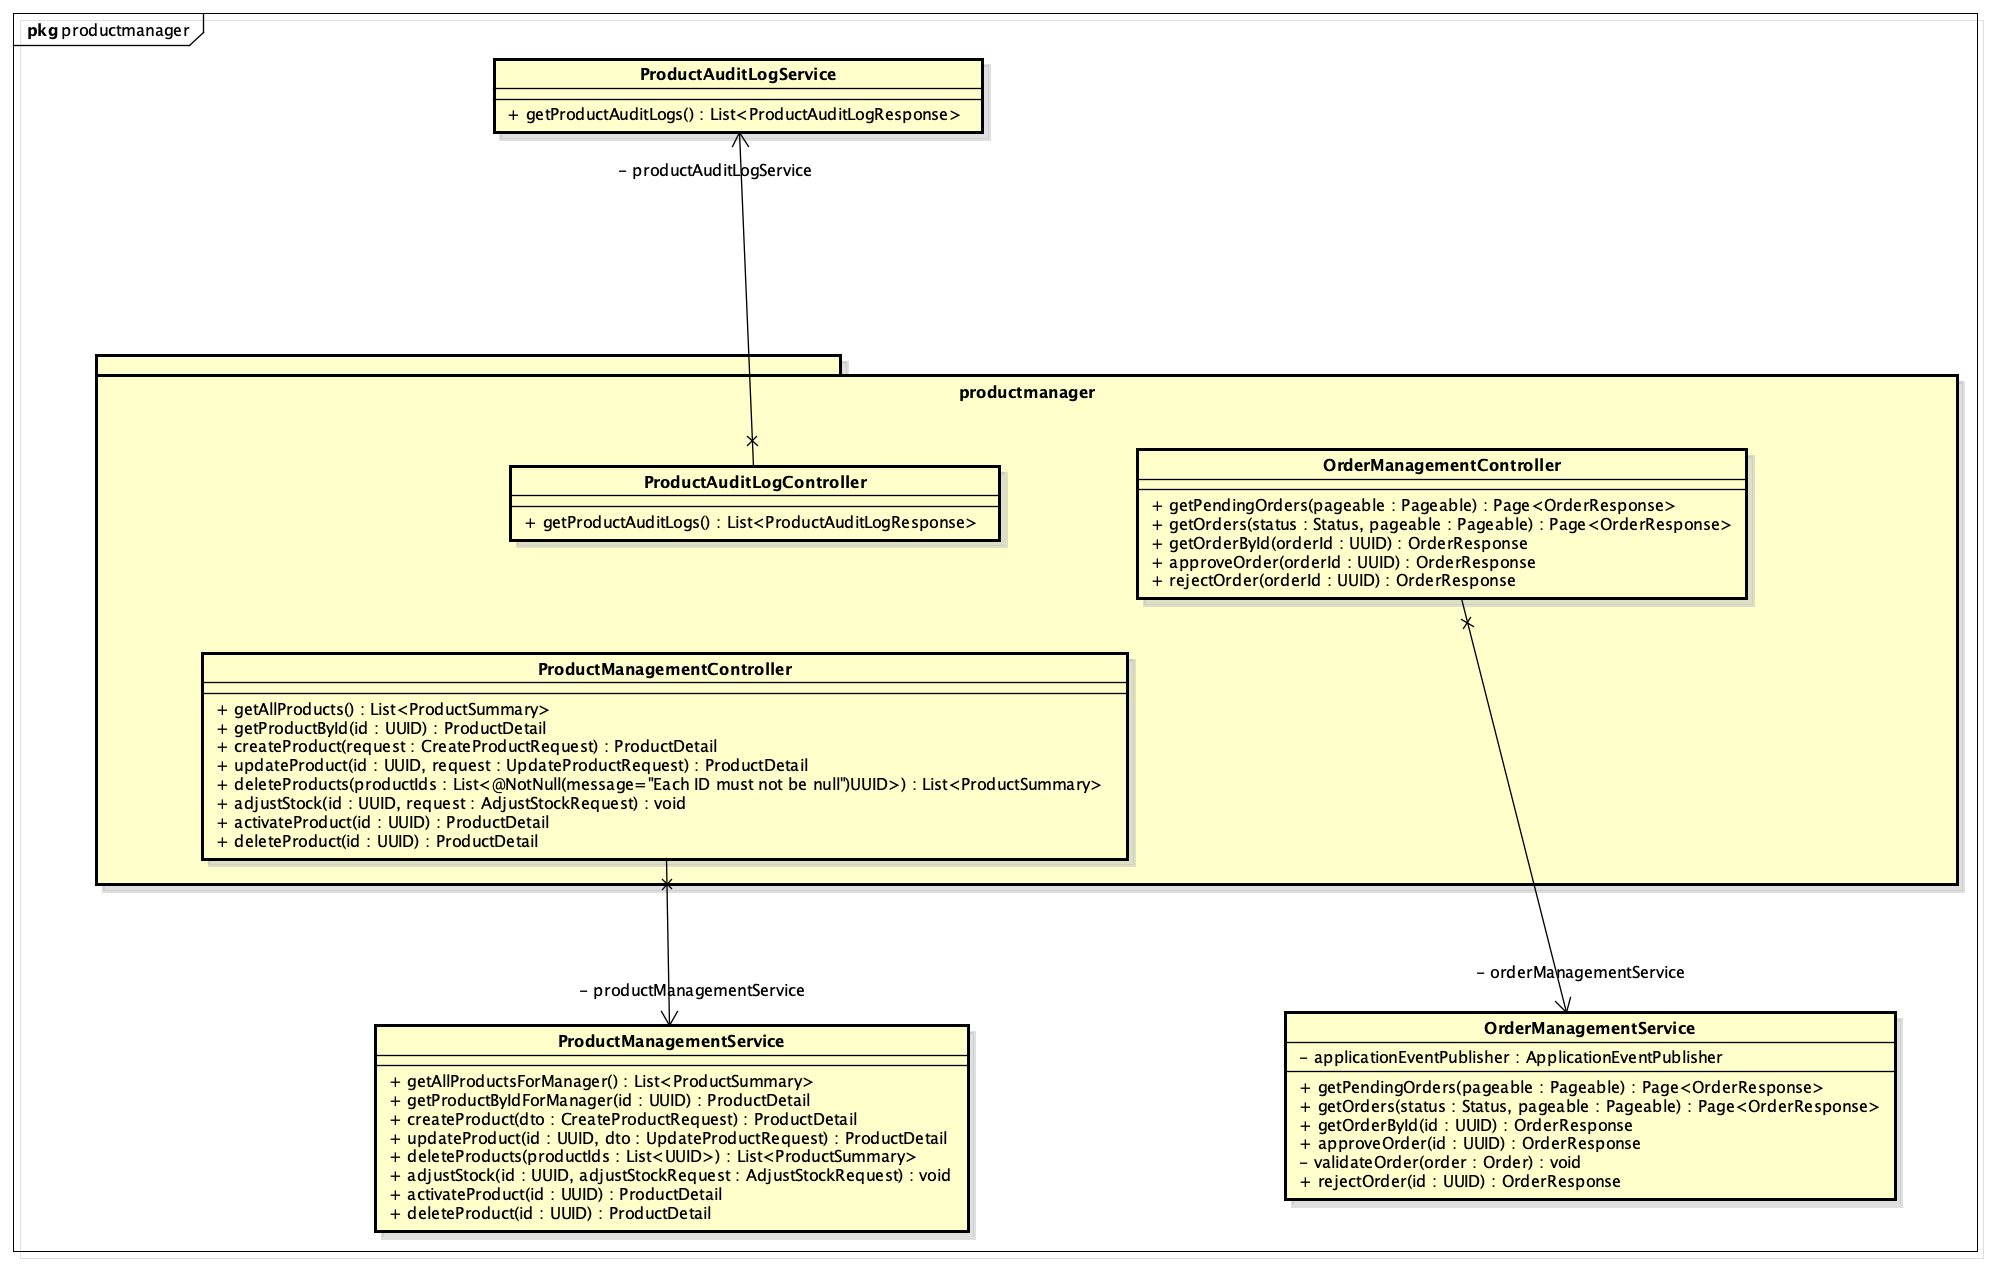 pkg productmanager
ProductAuditLogService
+ getProductAuditLogs() : List<ProductAuditLogResponse>
- productAuditLogService
productmanager
ProductAuditLogController
+ getProductAuditLogs() : List<ProductAuditLogResponse>
OrderManagementController
+ getPendingOrders(pageable : Pageable) : Page<OrderResponse>
+ getOrders(status : Status, pageable : Pageable) : Page<OrderResponse>
+ getOrderById(orderId : UUID) : OrderResponse
+ approveOrder(orderId : UUID) : OrderResponse
+ rejectOrder(orderId : UUID) : OrderResponse
ProductManagementController
+ getAllProducts() : List<ProductSummary>
+ getProductById(id : UUID) : ProductDetail
+ createProduct(request : CreateProductRequest) : ProductDetail
+ updateProduct(id : UUID, request : UpdateProductRequest) : ProductDetail
+ deleteProducts(productIds : List<@NotNull(message="Each ID must not be null")UUID>) : List<ProductSummary>
+ adjustStock(id : UUID, request : AdjustStockRequest) : void
+ activateProduct(id : UUID) : ProductDetail
+ deleteProduct(id : UUID) : ProductDetail
- productManagementService
ProductManagementService
+ getAllProductsForManager() : List<ProductSummary>
+ getProductByIdForManager(id : UUID) : ProductDetail
+ createProduct(dto : CreateProductRequest) : ProductDetail
+ updateProduct(id : UUID, dto : UpdateProductRequest) : ProductDetail
+ deleteProducts(productIds : List<UUID>) : List<ProductSummary>
+ adjustStock(id : UUID, adjustStockRequest : AdjustStockRequest) : void
+ activateProduct(id : UUID) : ProductDetail
+ deleteProduct(id : UUID) : ProductDetail
- orderManagementService
OrderManagementService
- applicationEventPublisher : ApplicationEventPublisher
+ getPendingOrders(pageable : Pageable) : Page<OrderResponse>
+ getOrders(status : Status, pageable : Pageable) : Page<OrderResponse>
+ getOrderById(id : UUID) : OrderResponse
+ approveOrder(id : UUID) : OrderResponse
- validateOrder(order : Order) : void
+ rejectOrder(id : UUID) : OrderResponse